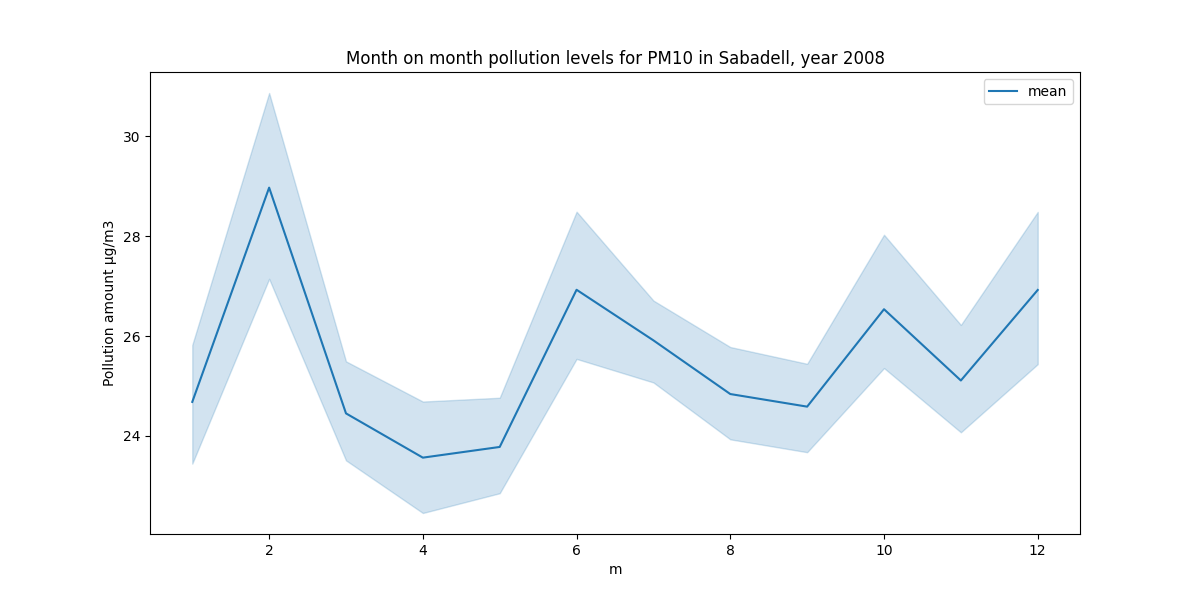 Month on month pollution levels for PM10 in Sabadell, year 2008
mean
Pollution amount µg/m3
30
28
26
24
2 4 6 8 10 12
m